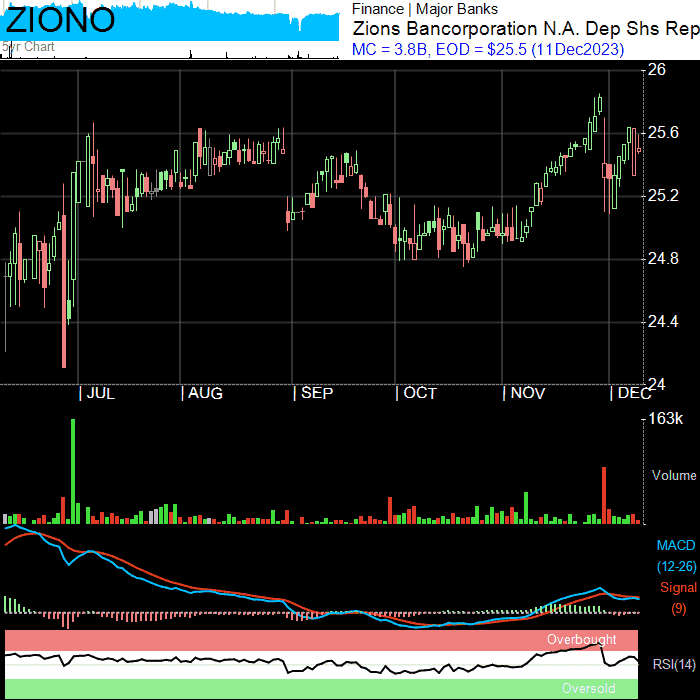 ZIONO
5yr Chart
Finance | Major Banks
Zions Bancorporation N.A. Dep Shs Rep
MC = 3.8B, EOD = $25.5 (11Dec2023)
26
25.6
25.2
24.8
24.4
24
| JUL | AUG | SEP | OCT | NOV | DEC
163k
Volume
MACD
(12-26)
Signal
(9)
Overbought
RSI(14)
Oversold